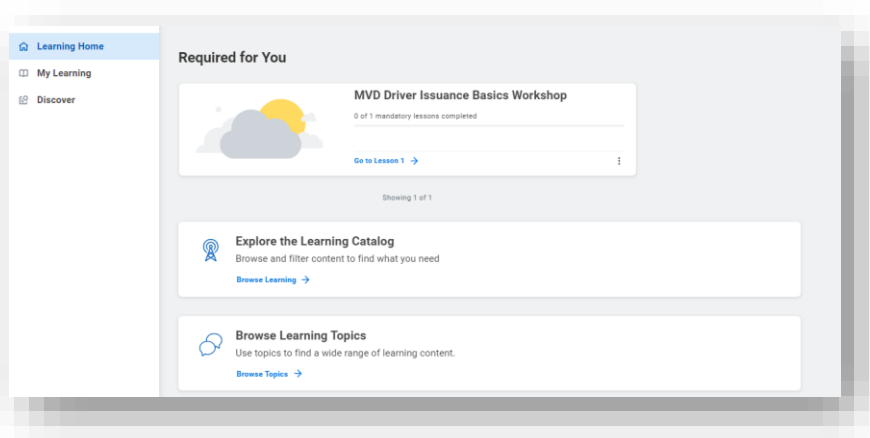 Learning Home
My Learning
Discover
Required for You
MVD Driver Issuance Basics Workshop
0 of 1 mandatory lessons completed
Go to Lesson 1
Showing 1 of 1
Explore the Learning Catalog
Browse and filter content to find what you need
Browse Learning
Browse Learning Topics
Use topics to find a wide range of learning content.
Browse Topics